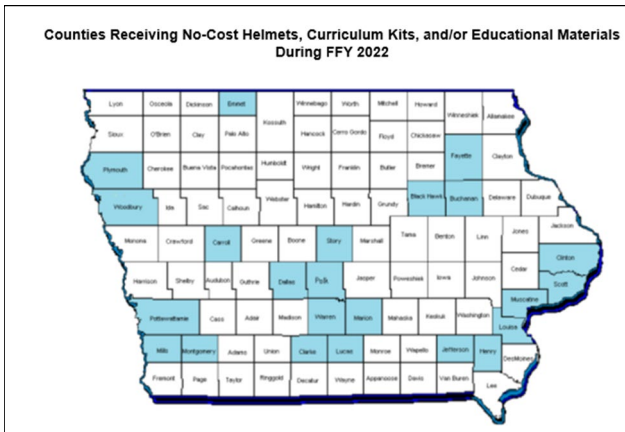 Counties Receiving No-Cost Helmets, Curriculum Kits, and/or Educational Materials
During FFY 2022
Lyon Osceola Dickinson Emmet Winnebago Worth Mitchell Howard Winneshiek Allamakee
Kossuth
Sioux O'Brien Clay Palo Alto Hancock Cerro Gordo Floyd Chickasaw
Fayette Clayton
Plymouth Cherokee Buena Vista Pocahontas Humboldt Wright Franklin Butler Bremer
Woodbury Ida Sac Calhoun Webster Hamilton Hardin Grundy Black Hawk Buchanan Delaware Dubuque
Monona Crawford Carroll Greene Boone Story Marshall Tama Benton Linn Jones Jackson
Clinton
Cedar
Harrison Shelby Audubon Guthrie Dallas Polk Jasper Poweshiek Iowa Johnson Scott
Muscatine
Pottawattamie Cass Adair Madison Warren Marion Mahaska Keokuk Washington
Louisa
Mills Montgomery Adams Union Clarke Lucas Monroe Wapello Jefferson Henry DesMoines
Fremont Page Taylor Ringgold Decatur Wayne Appanoose Davis Van Buren Lee